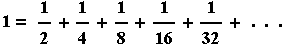 1 = 1/2 + 1/4 + 1/8 + 1/16 + 1/32 + . . .